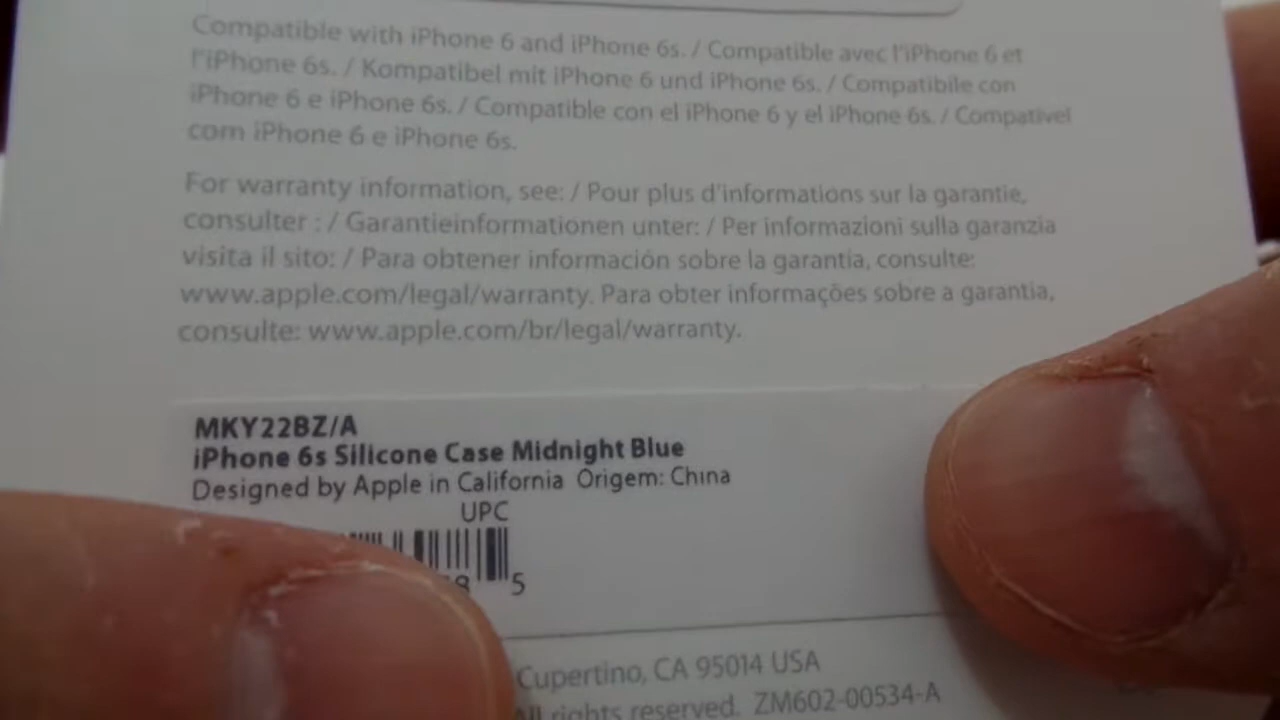 Compatible with iPhone 6 and iPhone 6s. / Compatible avec l'iPhone 6 et
l'iPhone 6s. / Kompatibel mit iPhone 6 und iPhone 6s. / Compatibile con
iPhone 6 e iPhone 6s. / Compatible con el iPhone 6 y el iPhone 6s. / Compatível
com iPhone 6 e iPhone 6s.
For warranty information, see: / Pour plus d'informations sur la garantie,
consulter : / Garantieinformationen unter: / Per informazioni sulla garanzia
visita il sito: / Para obtener información sobre la garantía, consulte:
www.apple.com/legal/warranty. Para obter informações sobre a garantia,
consulte: www.apple.com/br/legal/warranty.
MKY22BZ/A
iPhone 6s Silicone Case Midnight Blue
Designed by Apple in California Origem: China
UPC
8 5
Cupertino, CA 95014 USA
All rights reserved. ZM602-00534-A